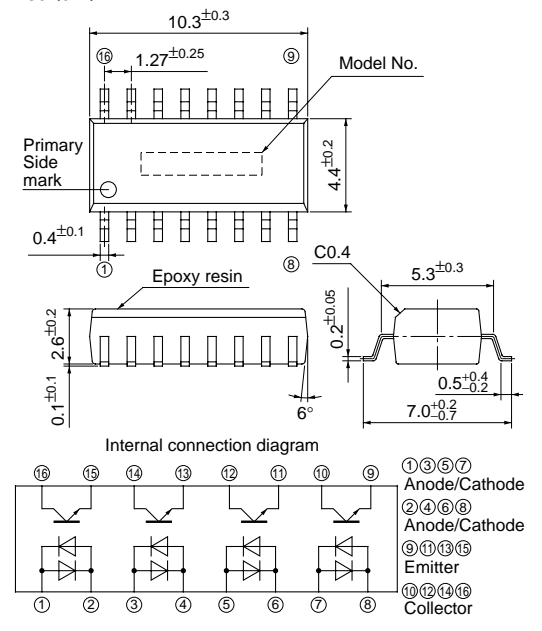 10.3±0.3
⑯ 1.27±0.25 ⑨
Model No.
Primary
Side
mark
4.4±0.2
0.4±0.1
① ⑧
Epoxy resin
C0.4
5.3±0.3
2.6±0.2
0.2±0.05
0.1±0.1
6°
0.5+0.4−0.2
7.0+0.2−0.7
Internal connection diagram
⑯ ⑮ ⑭ ⑬ ⑫ ⑪ ⑩ ⑨
① ② ③ ④ ⑤ ⑥ ⑦ ⑧
①③⑤⑦
Anode/Cathode
②④⑥⑧
Anode/Cathode
⑨⑪⑬⑮
Emitter
⑩⑫⑭⑯
Collector